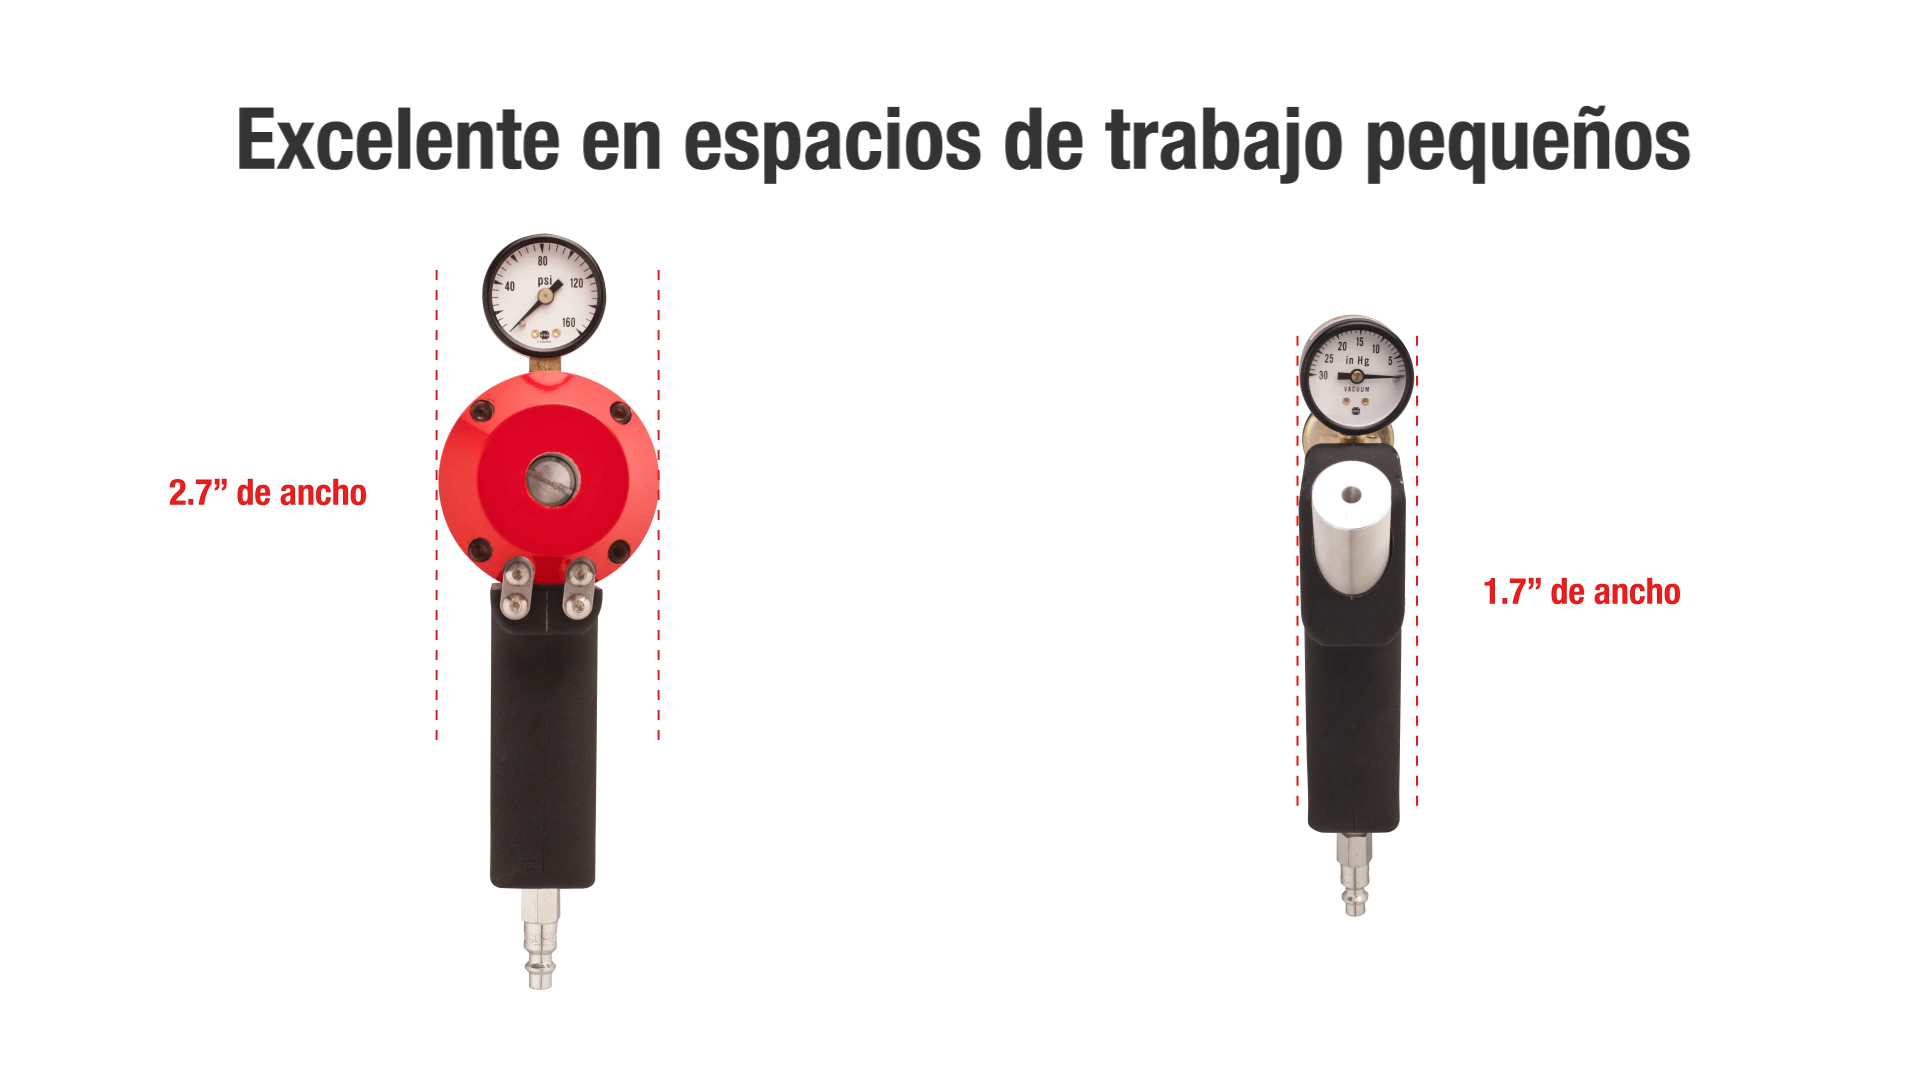 Excelente en espacios de trabajo pequeños
80
psi
40
120
160
2.7” de ancho
15
20
10
25
in Hg
5
30
VACUUM
1.7” de ancho